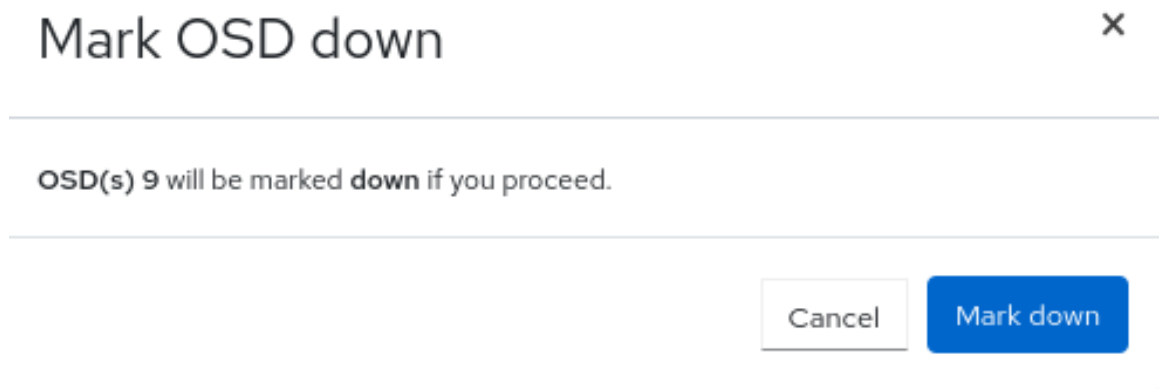 Mark OSD down
OSD(s) 9 will be marked down if you proceed.
Cancel
Mark down